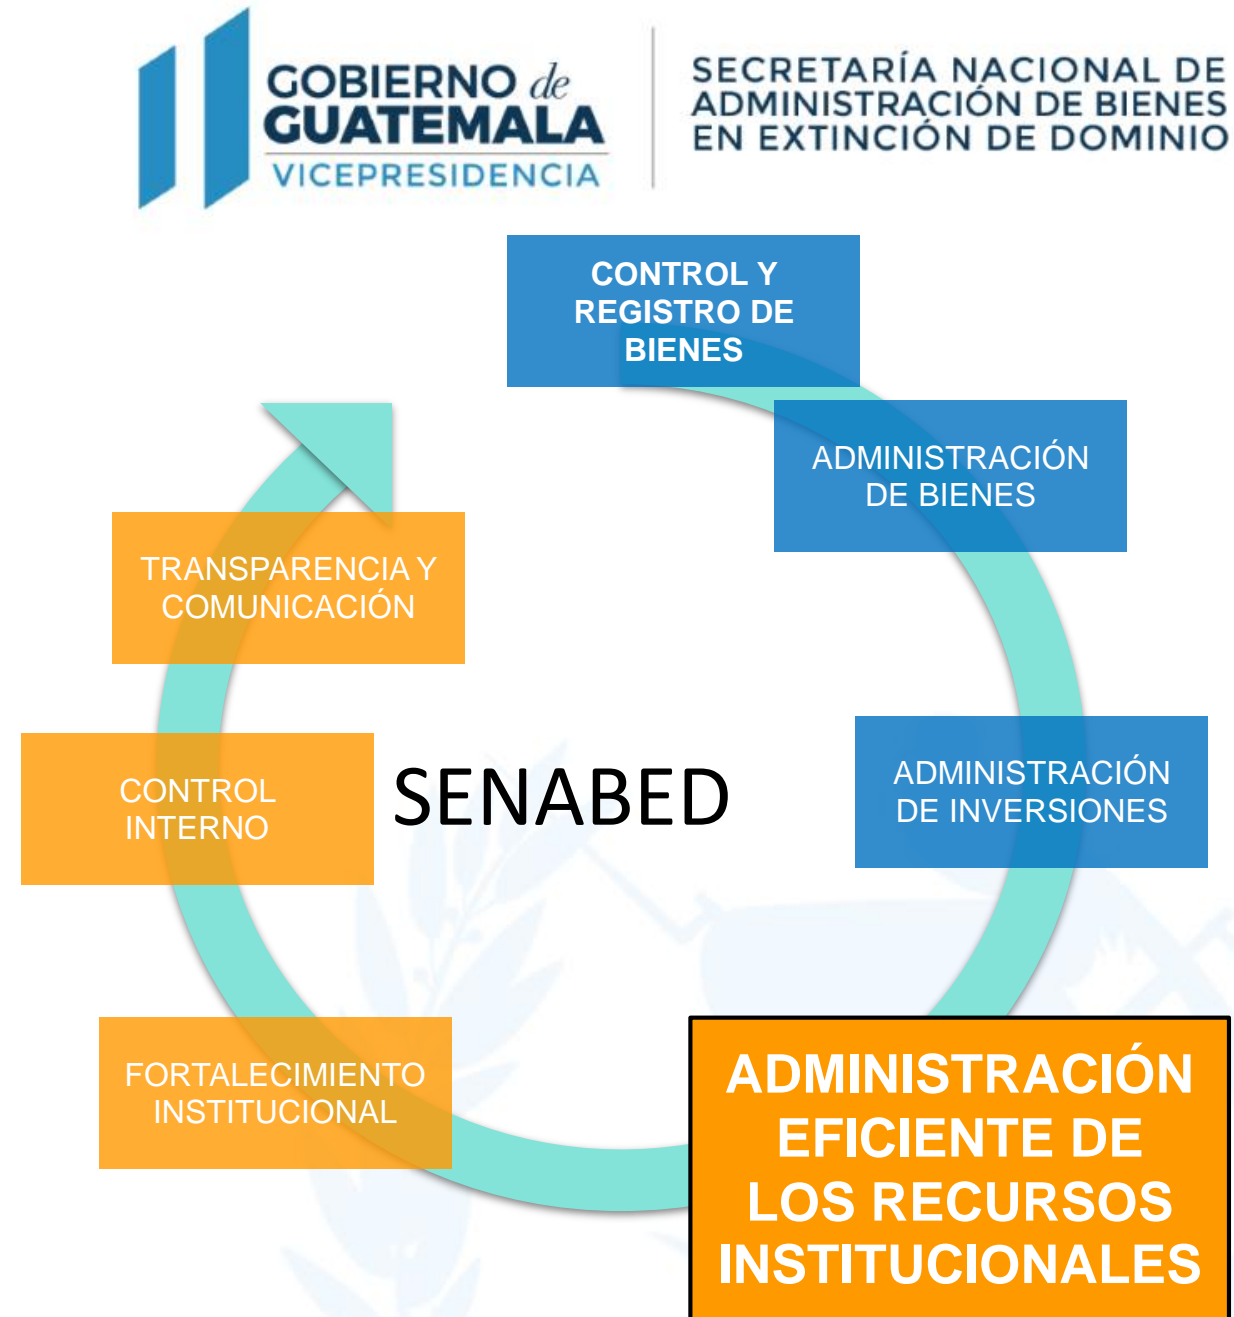 GOBIERNO de
GUATEMALA
VICEPRESIDENCIA
SECRETARÍA NACIONAL DE
ADMINISTRACIÓN DE BIENES
EN EXTINCIÓN DE DOMINIO
CONTROL Y
REGISTRO DE
BIENES
ADMINISTRACIÓN
DE BIENES
ADMINISTRACIÓN
DE INVERSIONES
ADMINISTRACIÓN
EFICIENTE DE
LOS RECURSOS
INSTITUCIONALES
FORTALECIMIENTO
INSTITUCIONAL
CONTROL
INTERNO
TRANSPARENCIA Y
COMUNICACIÓN
SENABED